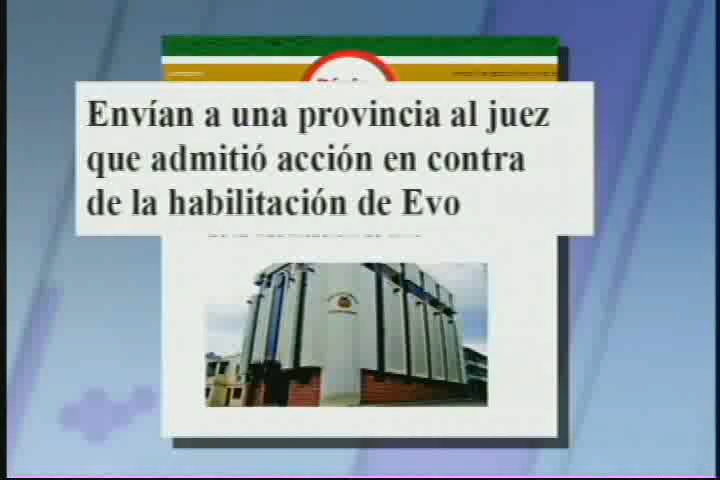 Envían a una provincia al juez
que admitió acción en contra
de la habilitación de Evo